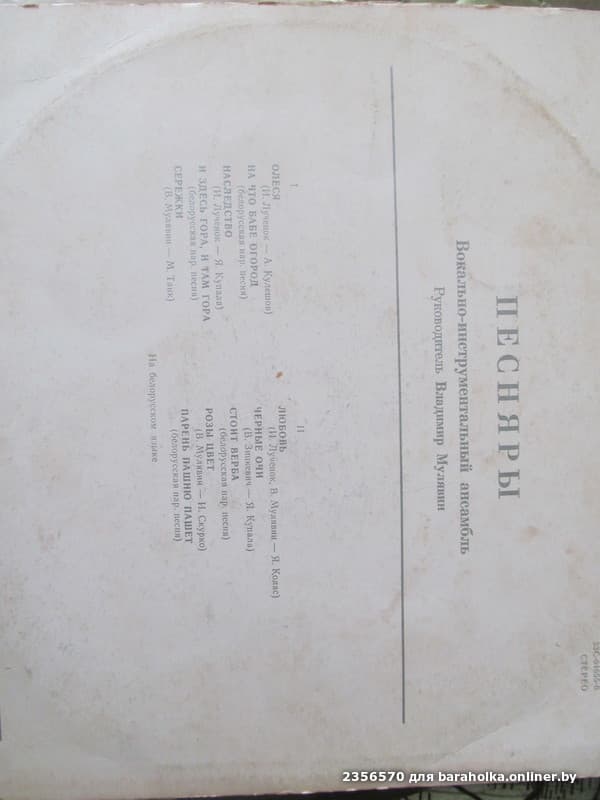 СТЕРЕО
ПЕСНЯРЫ
Вокально-инструментальный ансамбль
Руководитель Владимир Мулявин
I
ОЛЕСЯ
(И. Лученок — А. Кулешов)
НА ЧТО БАБЕ ОГОРОД
(белорусская нар. песня)
НАСЛЕДСТВО
(И. Лученок — Я. Купала)
И ЗДЕСЬ ГОРА, И ТАМ ГОРА
(белорусская нар. песня)
СЕРЕЖКИ
(В. Мулявин — М. Танк)
II
ЛЮБОВЬ
(И. Лученок, В. Мулявин — Я. Колас)
ЧЕРНЫЕ ОЧИ
(В. Зинкевич — Я. Купала)
СТОИТ ВЕРБА
(белорусская нар. песня)
РОЗЫ ЦВЕТ
(В. Мулявин — Н. Скурко)
ПАРЕНЬ ПАШНЮ ПАШЕТ
(белорусская нар. песня)
На белорусском языке
2356570 для baraholka.onliner.by